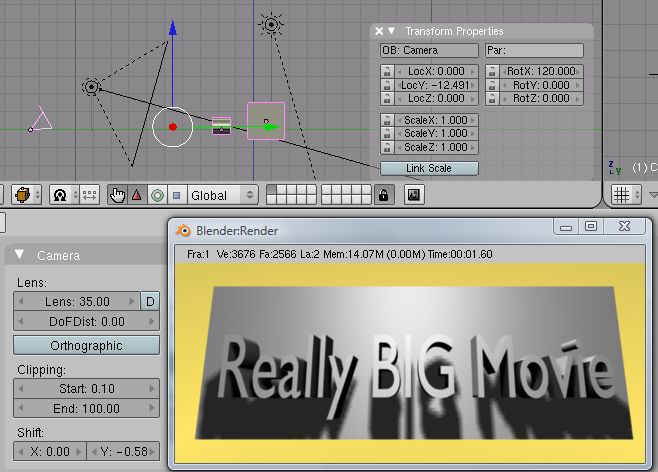 Transform Properties
OB: Camera
Par:
LocX: 0.000
RotX: 120.000
LocY: -12.491
RotY: 0.000
LocZ: 0.000
RotZ: 0.000
ScaleX: 1.000
ScaleY: 1.000
ScaleZ: 1.000
Link Scale
z
y
(1) C
Global
Camera
Lens:
Lens: 35.00
D
DoFDist: 0.00
Orthographic
Clipping:
Start: 0.10
End: 100.00
Shift:
X: 0.00
Y: -0.58
Blender:Render
Fra:1 Ve:3676 Fa:2566 La:2 Mem:14.07M (0.00M) Time:00:01.60
Really BIG Movie